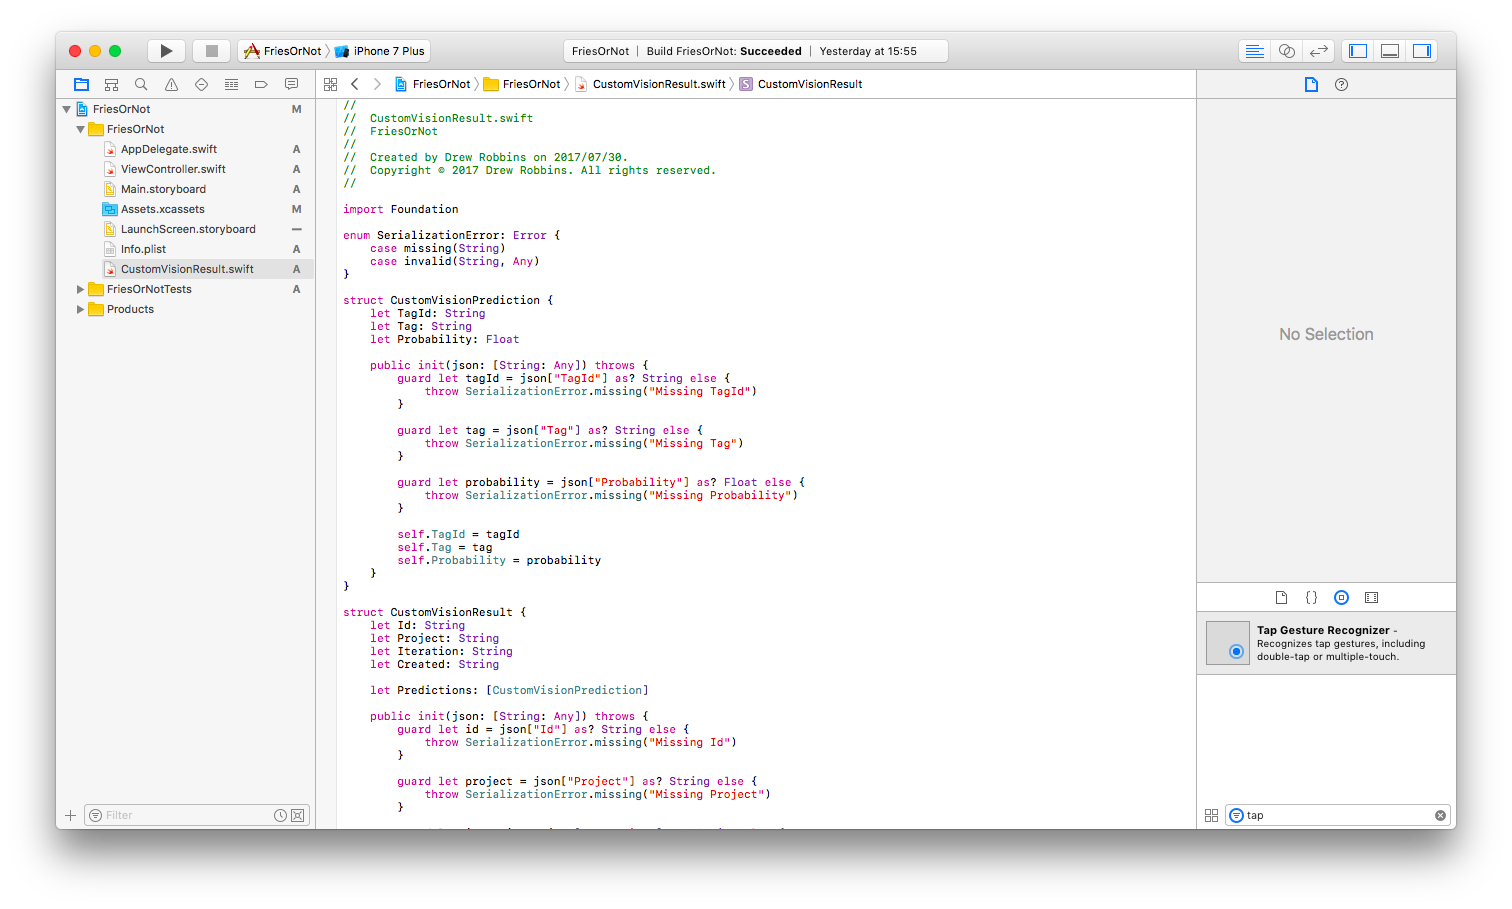 FriesOrNot
iPhone 7 Plus
FriesOrNot | Build FriesOrNot: Succeeded | Yesterday at 15:55
FriesOrNot
FriesOrNot
CustomVisionResult.swift
S CustomVisionResult
FriesOrNot M
FriesOrNot
AppDelegate.swift A
ViewController.swift A
Main.storyboard A
Assets.xcassets M
LaunchScreen.storyboard —
Info.plist A
CustomVisionResult.swift A
FriesOrNotTests A
Products
Filter
//
//  CustomVisionResult.swift
//  FriesOrNot
//
//  Created by Drew Robbins on 2017/07/30.
//  Copyright © 2017 Drew Robbins. All rights reserved.
//
import Foundation
enum SerializationError: Error {
    case missing(String)
    case invalid(String, Any)
}
struct CustomVisionPrediction {
    let TagId: String
    let Tag: String
    let Probability: Float
    public init(json: [String: Any]) throws {
        guard let tagId = json["TagId"] as? String else {
            throw SerializationError.missing("Missing TagId")
        }
        guard let tag = json["Tag"] as? String else {
            throw SerializationError.missing("Missing Tag")
        }
        guard let probability = json["Probability"] as? Float else {
            throw SerializationError.missing("Missing Probability")
        }
        self.TagId = tagId
        self.Tag = tag
        self.Probability = probability
    }
}
struct CustomVisionResult {
    let Id: String
    let Project: String
    let Iteration: String
    let Created: String
    let Predictions: [CustomVisionPrediction]
    public init(json: [String: Any]) throws {
        guard let id = json["Id"] as? String else {
            throw SerializationError.missing("Missing Id")
        }
        guard let project = json["Project"] as? String else {
            throw SerializationError.missing("Missing Project")
        }
No Selection
{ }
Tap Gesture Recognizer -
Recognizes tap gestures, including
double-tap or multiple-touch.
tap